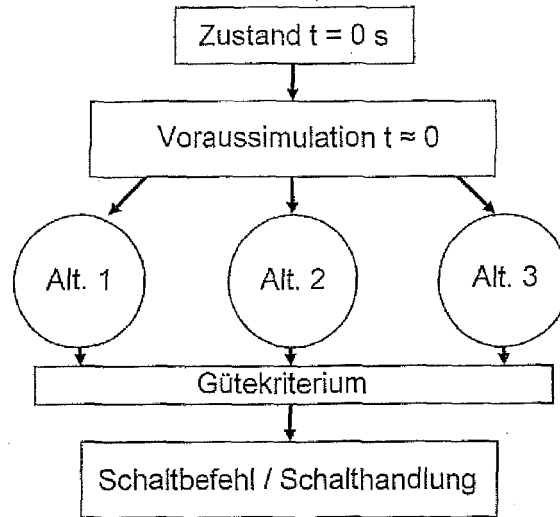 Zustand t = 0 s
Voraussimulation t ≈ 0
Alt. 1
Alt. 2
Alt. 3
Gütekriterium
Schaltbefehl / Schalthandlung